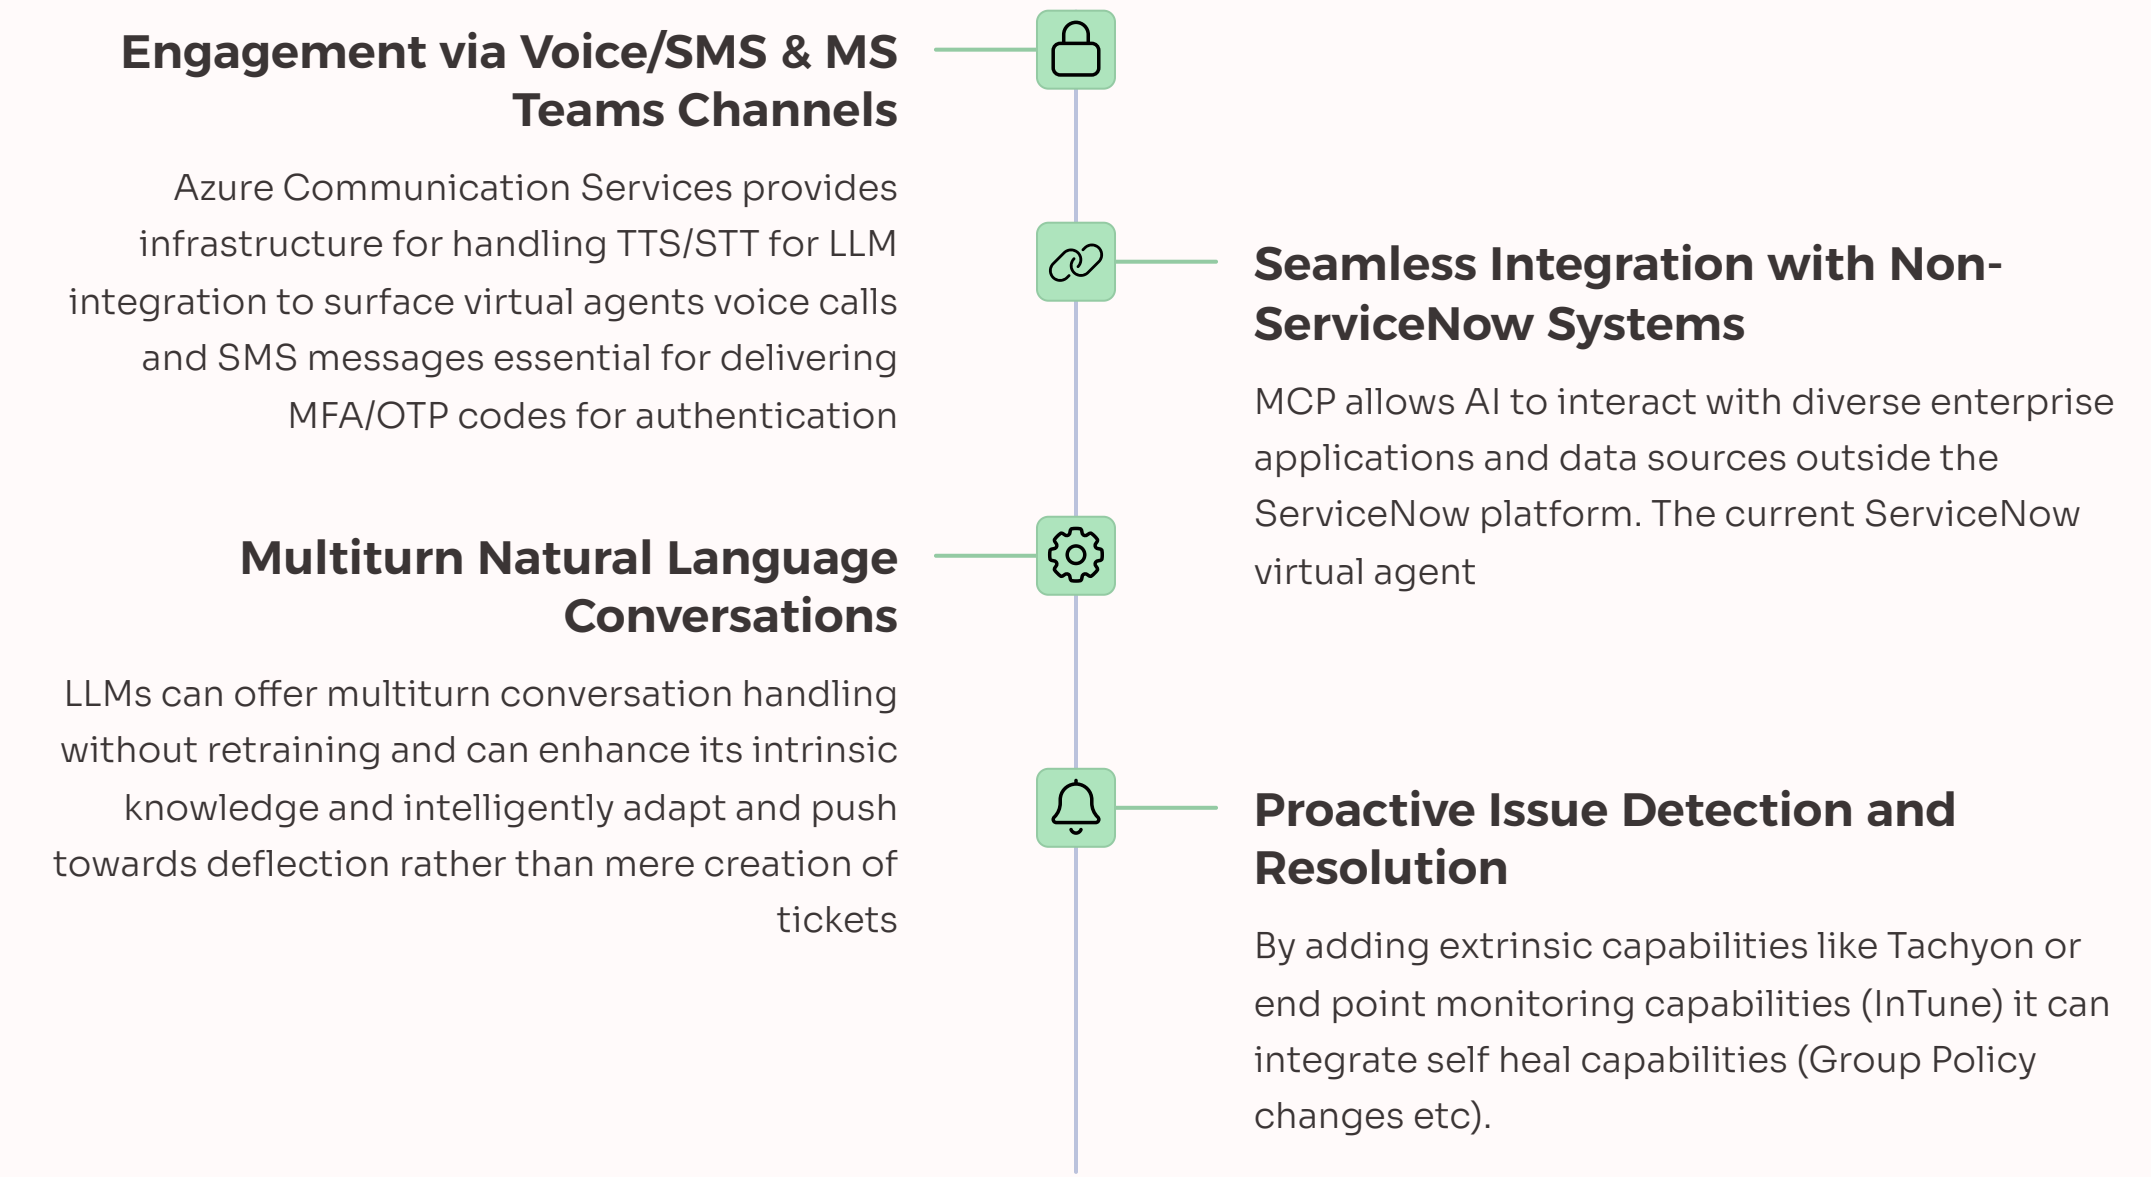 Engagement via Voice/SMS & MS
Teams Channels
Azure Communication Services provides
infrastructure for handling TTS/STT for LLM
integration to surface virtual agents voice calls
and SMS messages essential for delivering
MFA/OTP codes for authentication
Seamless Integration with Non-
ServiceNow Systems
MCP allows AI to interact with diverse enterprise
applications and data sources outside the
ServiceNow platform. The current ServiceNow
virtual agent
Multiturn Natural Language
Conversations
LLMs can offer multiturn conversation handling
without retraining and can enhance its intrinsic
knowledge and intelligently adapt and push
towards deflection rather than mere creation of
tickets
Proactive Issue Detection and
Resolution
By adding extrinsic capabilities like Tachyon or
end point monitoring capabilities (InTune) it can
integrate self heal capabilities (Group Policy
changes etc).